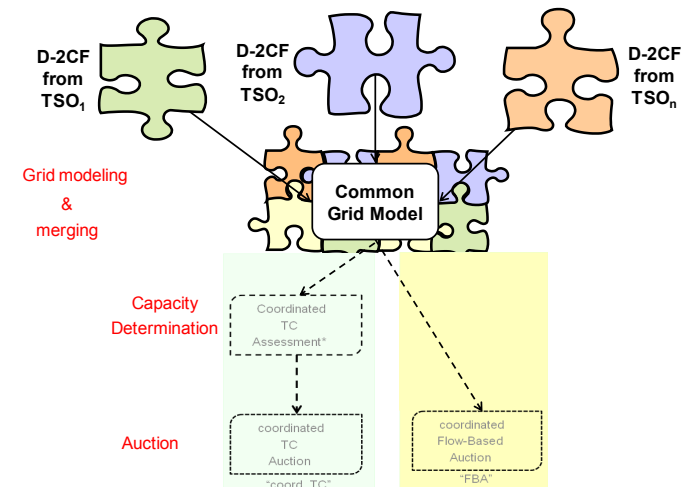 D-2CF
from
TSO1
D-2CF
from
TSO2
D-2CF
from
TSOn
Grid modeling
&
merging
Common
Grid Model
Capacity
Determination
Coordinated
TC
Assessment*
Auction
coordinated
TC
Auction
"coord. TC"
coordinated
Flow-Based
Auction
"FBA"